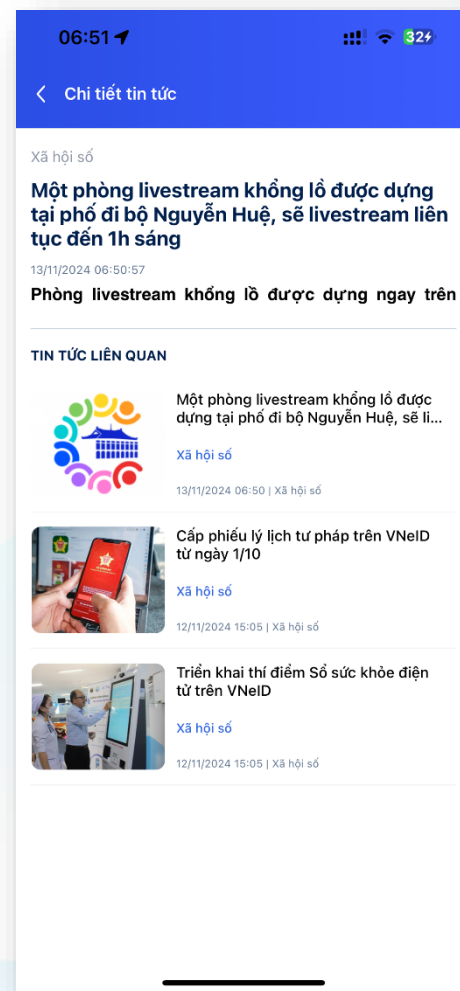 06:51
32
Chi tiết tin tức
Xã hội số
Một phòng livestream khổng lồ được dựng
tại phố đi bộ Nguyễn Huệ, sẽ livestream liên
tục đến 1h sáng
13/11/2024 06:50:57
Phòng livestream khổng lồ được dựng ngay trên
TIN TỨC LIÊN QUAN
Một phòng livestream khổng lồ được
dựng tại phố đi bộ Nguyễn Huệ, sẽ li...
Xã hội số
13/11/2024 06:50 | Xã hội số
Cấp phiếu lý lịch tư pháp trên VNeID
từ ngày 1/10
Xã hội số
12/11/2024 15:05 | Xã hội số
Triển khai thí điểm Sổ sức khỏe điện
tử trên VNeID
Xã hội số
12/11/2024 15:05 | Xã hội số